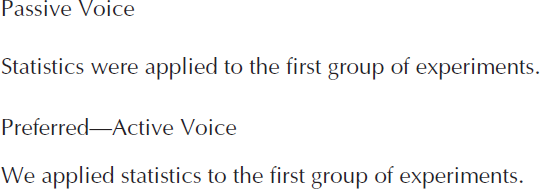 Passive Voice
Statistics were applied to the first group of experiments.
Preferred—Active Voice
We applied statistics to the first group of experiments.